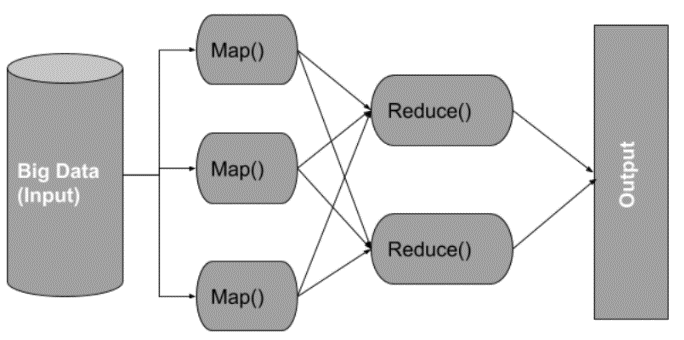 Big Data
(Input)
Map()
Map()
Map()
Reduce()
Reduce()
Output